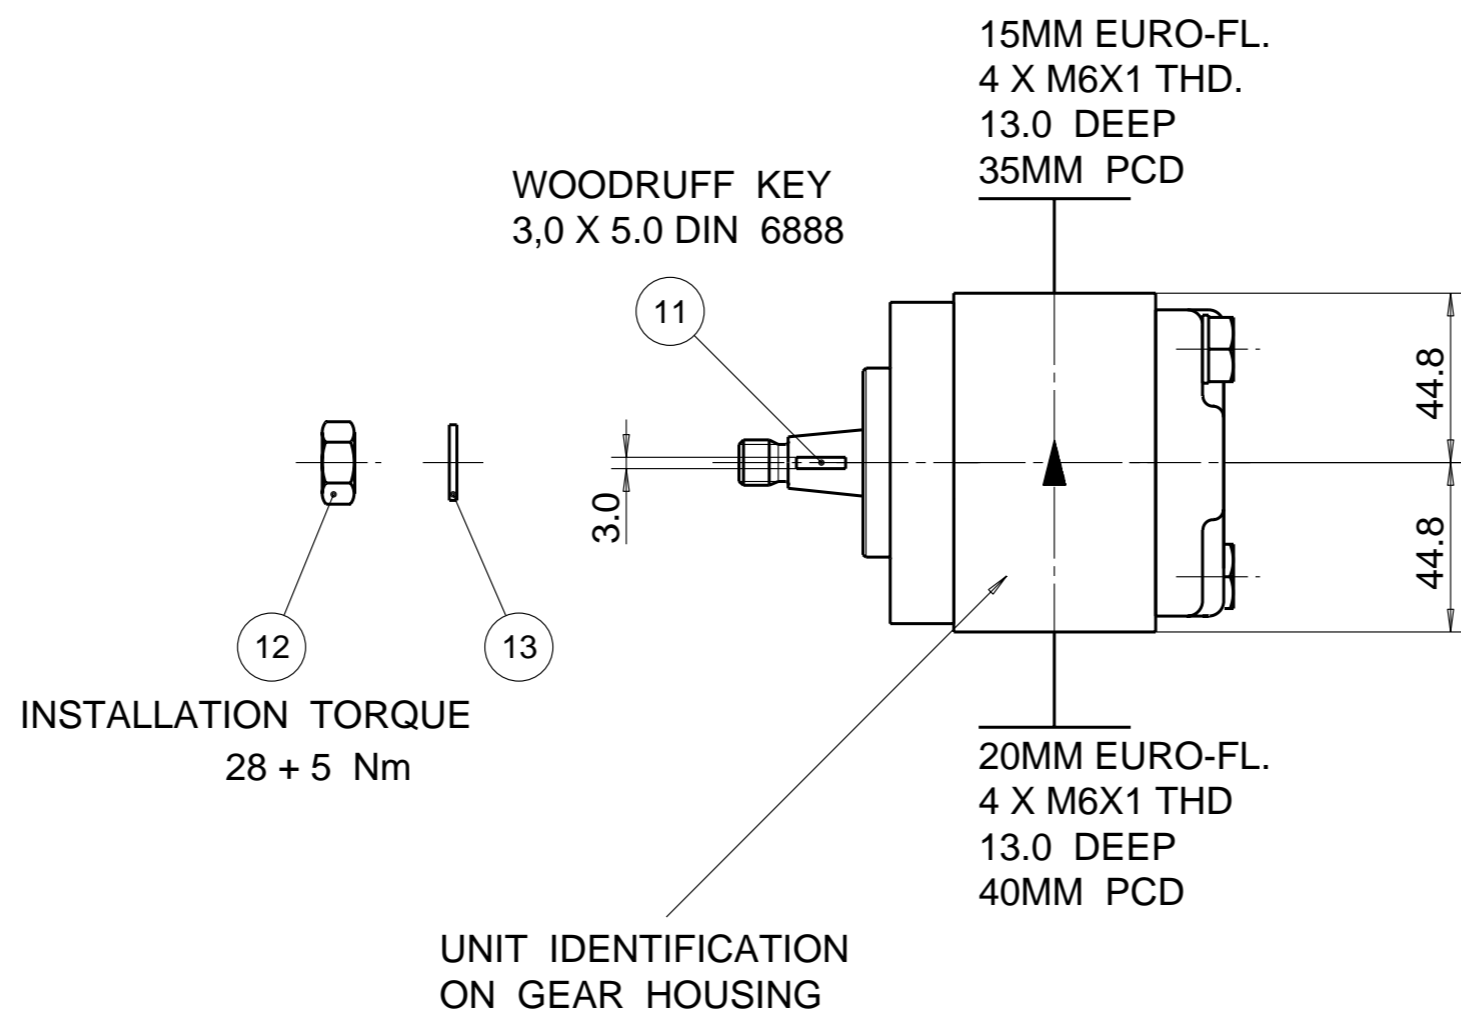 15MM EURO-FL.
4 X M6X1 THD.
13.0 DEEP
35MM PCD
WOODRUFF KEY
3,0 X 5.0 DIN 6888
11
44.8
3.0
44.8
12
13
INSTALLATION TORQUE
28 + 5 Nm
20MM EURO-FL.
4 X M6X1 THD
13.0 DEEP
40MM PCD
UNIT IDENTIFICATION
ON GEAR HOUSING